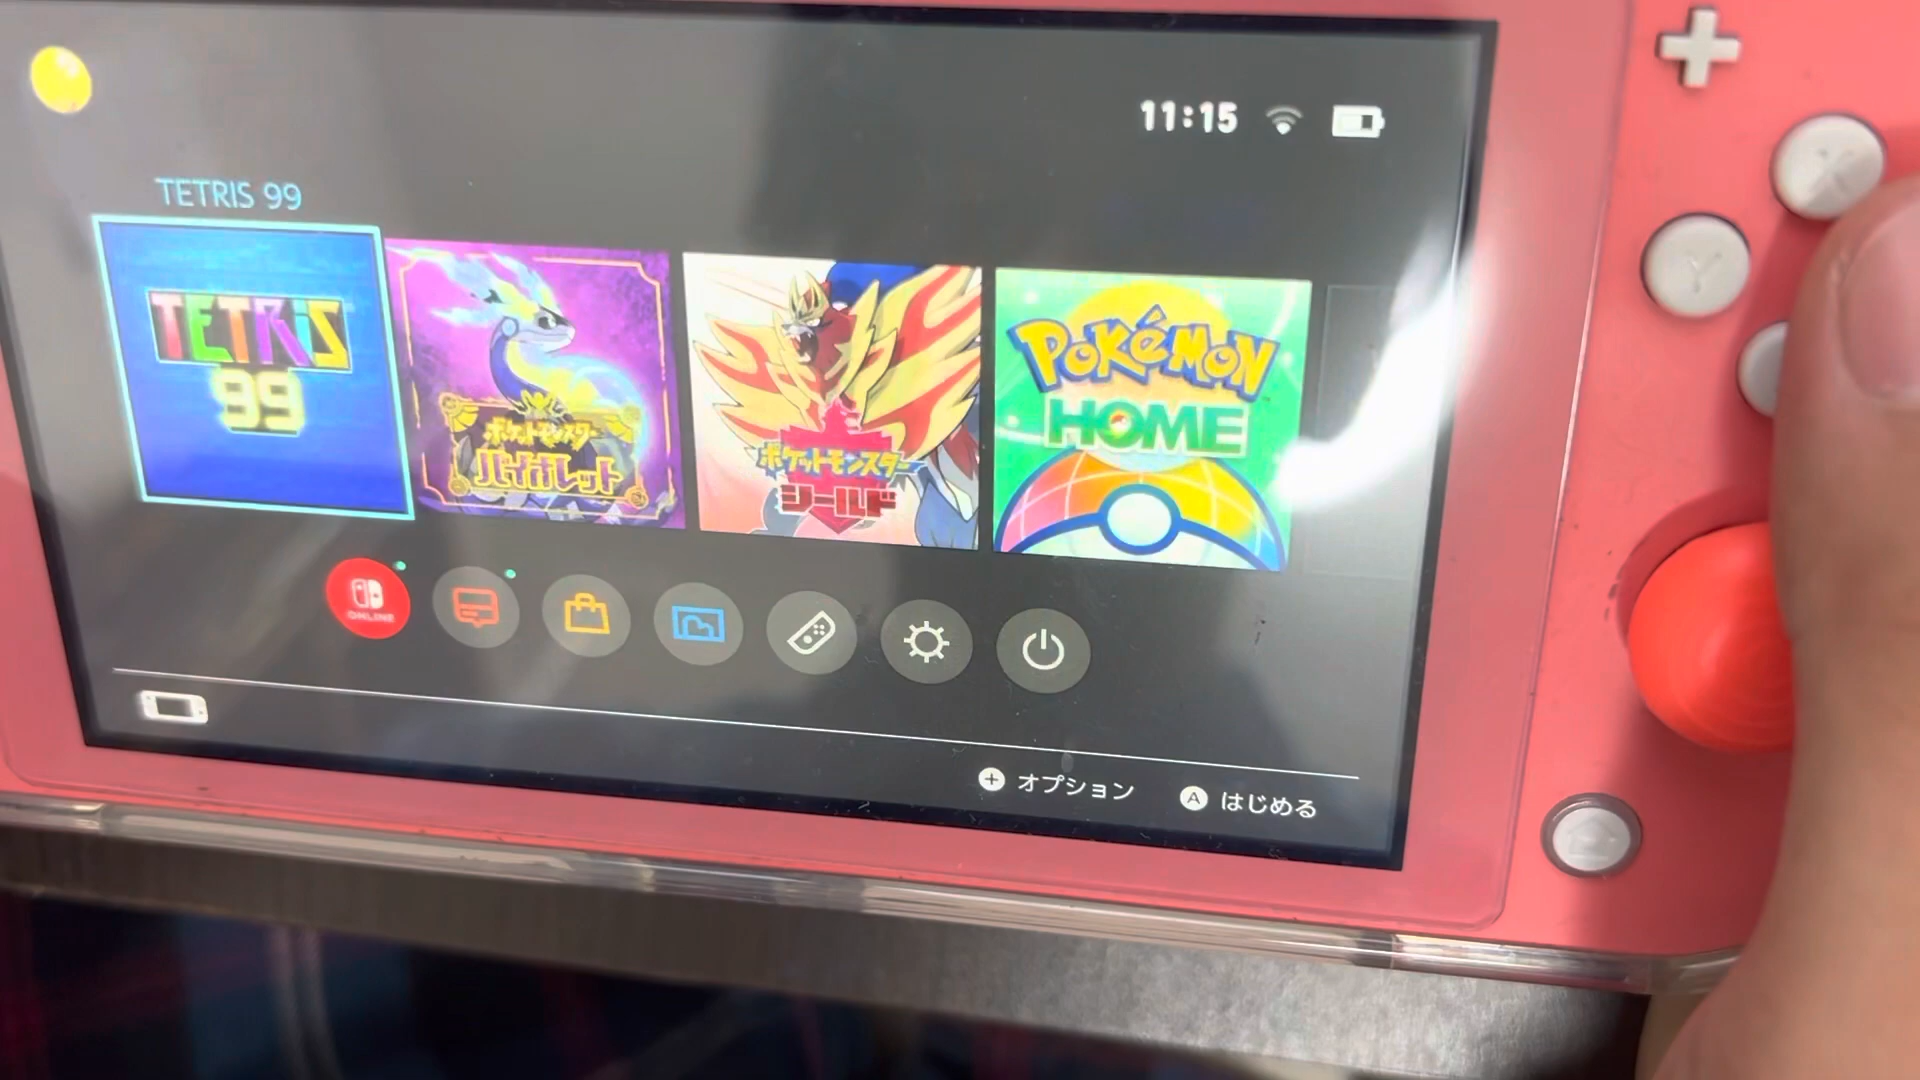 11:15
TETRIS 99
TETRIS
99
ポケットモンスター
バイオレット
ポケットモンスター
シールド
POKÉMON
HOME
ONLINE
+ オプション
A はじめる
X
Y